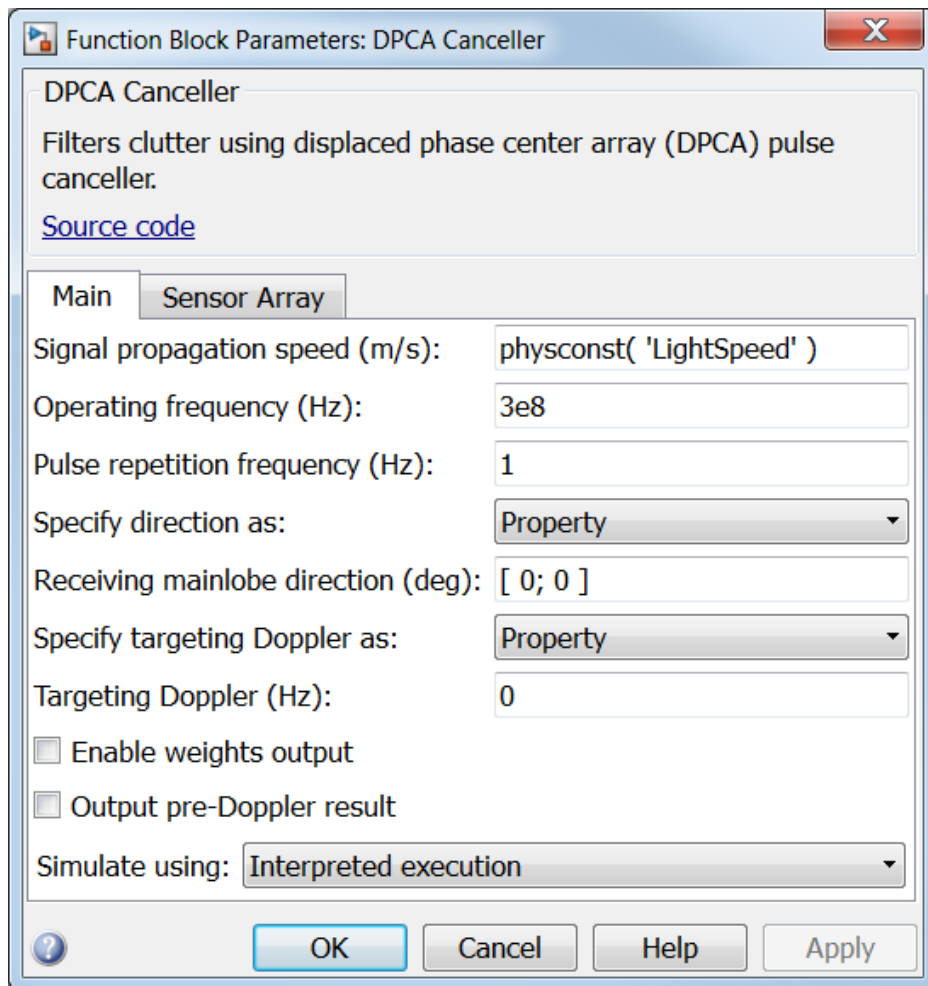 Function Block Parameters: DPCA Canceller
X
DPCA Canceller
Filters clutter using displaced phase center array (DPCA) pulse
canceller.
Source code
Main Sensor Array
Signal propagation speed (m/s): physconst( 'LightSpeed' )
Operating frequency (Hz): 3e8
Pulse repetition frequency (Hz): 1
Specify direction as: Property
Receiving mainlobe direction (deg): [ 0; 0 ]
Specify targeting Doppler as: Property
Targeting Doppler (Hz): 0
Enable weights output
Output pre-Doppler result
Simulate using: Interpreted execution
? OK Cancel Help Apply